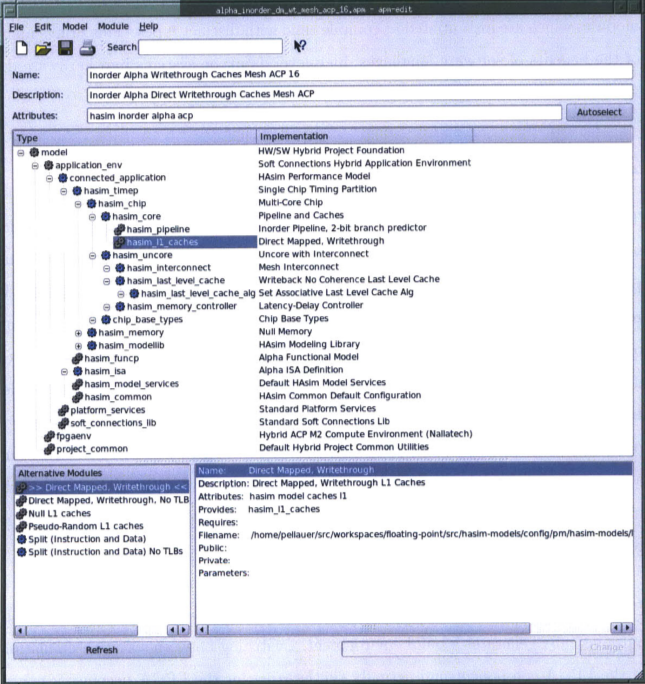 alpha_inorder_dm_wt_mesh_acp_16.apm - apm-edit
File Edit Model Module Help
Search
Name: Inorder Alpha Writethrough Caches Mesh ACP 16
Description: Inorder Alpha Direct Writethrough Caches Mesh ACP
Attributes: hasim inorder alpha acp Autoselect
Type Implementation
model HW/SW Hybrid Project Foundation
application_env Soft Connections Hybrid Application Environment
connected_application HAsim Performance Model
hasim_timep Single Chip Timing Partition
hasim_chip Multi-Core Chip
hasim_core Pipeline and Caches
hasim_pipeline Inorder Pipeline, 2-bit branch predictor
hasim_l1_caches Direct Mapped, Writethrough
hasim_uncore Uncore with Interconnect
hasim_interconnect Mesh Interconnect
hasim_last_level_cache Writeback No Coherence Last Level Cache
hasim_last_level_cache_alg Set Associative Last Level Cache Alg
hasim_memory_controller Latency-Delay Controller
chip_base_types Chip Base Types
hasim_memory Null Memory
hasim_modellib HAsim Modeling Library
hasim_funcp Alpha Functional Model
hasim_isa Alpha ISA Definition
hasim_model_services Default HAsim Model Services
hasim_common HAsim Common Default Configuration
platform_services Standard Platform Services
soft_connections_lib Standard Soft Connections Lib
fpgaenv Hybrid ACP M2 Compute Environment (Nallatech)
project_common Default Hybrid Project Common Utilities
Alternative Modules
>> Direct Mapped, Writethrough <<
Direct Mapped, Writethrough, No TLB
Null L1 caches
Pseudo-Random L1 caches
Split (Instruction and Data)
Split (Instruction and Data) No TLBs
Refresh
Name: Direct Mapped, Writethrough
Description: Direct Mapped, Writethrough L1 Caches
Attributes: hasim model caches l1
Provides: hasim_l1_caches
Requires:
Filename: /home/pellauer/src/workspaces/floating-point/src/hasim-models/config/pm/hasim-models/
Public:
Private:
Parameters:
Change